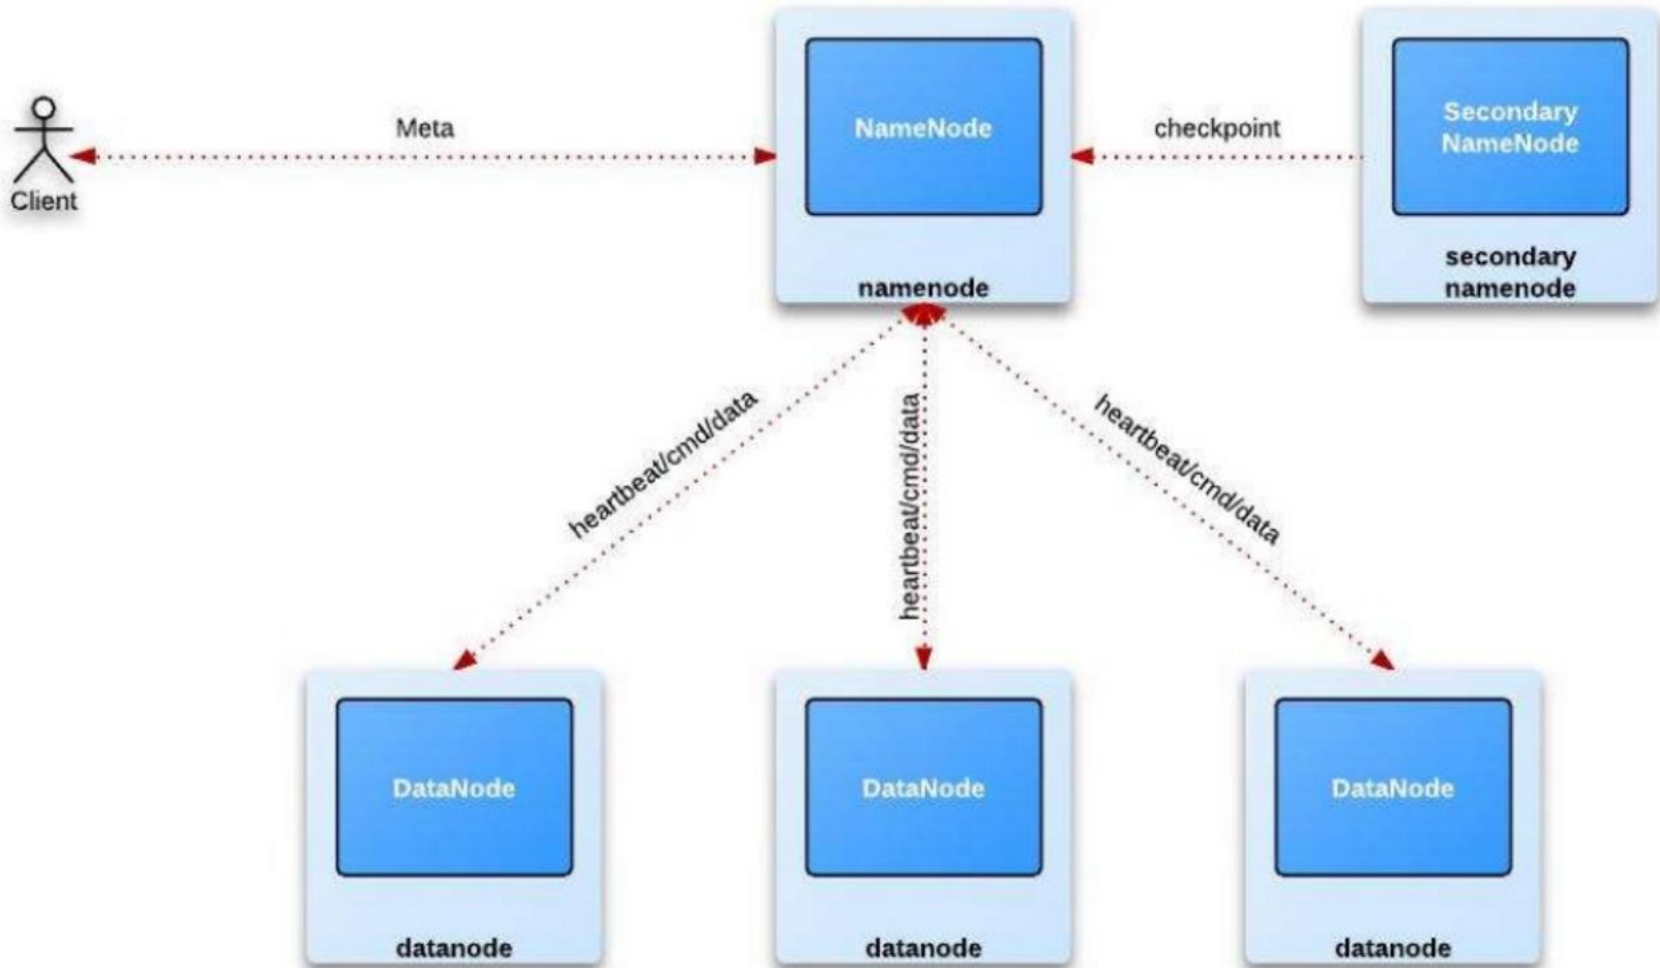 Client
Meta
NameNode
namenode
checkpoint
Secondary
NameNode
secondary
namenode
heartbeat/cmd/data
heartbeat/cmd/data
heartbeat/cmd/data
DataNode
datanode
DataNode
datanode
DataNode
datanode